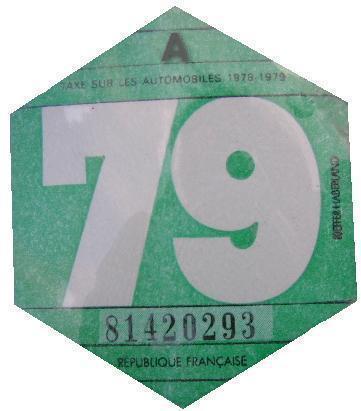 A
TAXE SUR LES AUTOMOBILES 1978-1979
79
81420293
RÉPUBLIQUE FRANÇAISE